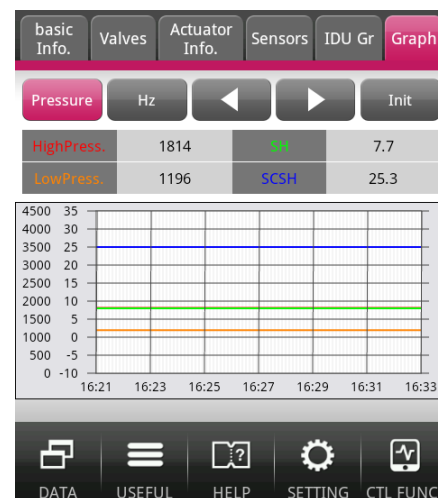 basic Info. Valves Actuator Info. Sensors IDU Gr Graph
Pressure Hz Init
HighPress. 1814 SH 7.7
LowPress. 1196 SCSH 25.3
4500 35
4000 30
3500 25
3000 20
2500 15
2000 10
1500 5
1000 0
500 -5
0 -10
16:21 16:23 16:25 16:27 16:29 16:31 16:33
?
DATA USEFUL HELP SETTING CTL FUNC